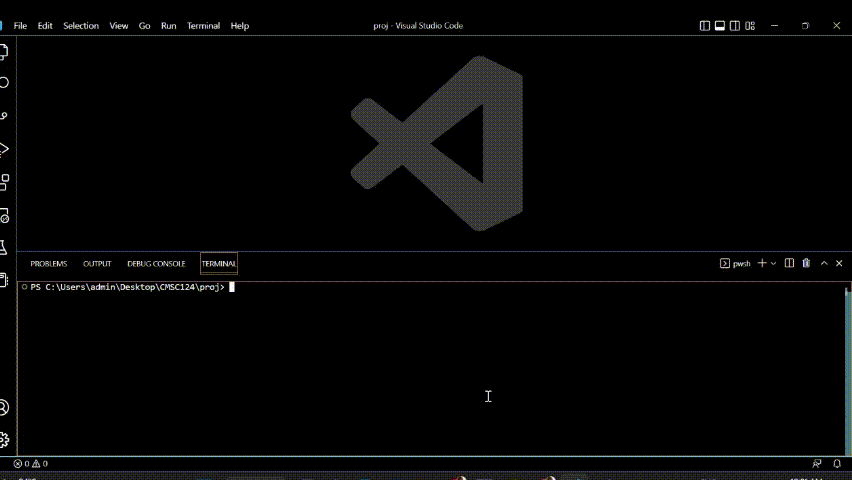 File Edit Selection View Go Run Terminal Help
proj - Visual Studio Code
PROBLEMS OUTPUT DEBUG CONSOLE TERMINAL
pwsh
PS C:\Users\admin\Desktop\CMSC124\proj>
0 0